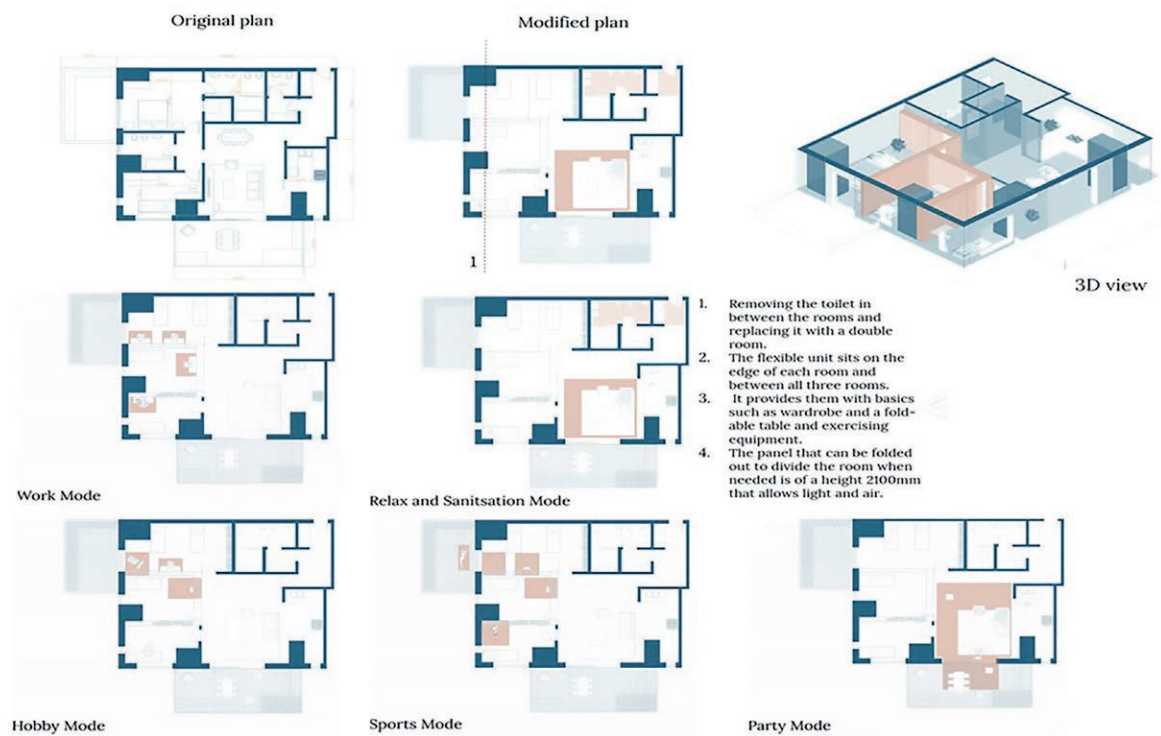 Original plan
Modified plan
1
3D view
1. Removing the toilet in
between the rooms and
replacing it with a double
room.
2. The flexible unit sits on the
edge of each room and
between all three rooms.
3. It provides them with basics
such as wardrobe and a fold-
able table and exercising
equipment.
4. The panel that can be folded
out to divide the room when
needed is of a height 2100mm
that allows light and air.
Work Mode
Relax and Sanitsation Mode
Hobby Mode
Sports Mode
Party Mode